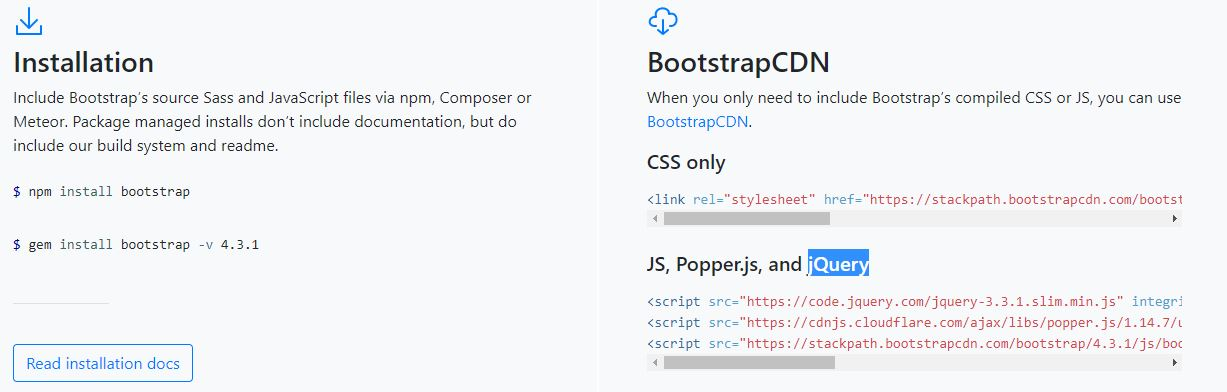 Installation
Include Bootstrap's source Sass and JavaScript files via npm, Composer or
Meteor. Package managed installs don't include documentation, but do
include our build system and readme.
$ npm install bootstrap
$ gem install bootstrap -v 4.3.1
Read installation docs
BootstrapCDN
When you only need to include Bootstrap's compiled CSS or JS, you can use
BootstrapCDN.
CSS only
<link rel="stylesheet" href="https://stackpath.bootstrapcdn.com/bootst
JS, Popper.js, and jQuery
<script src="https://code.jquery.com/jquery-3.3.1.slim.min.js" integri
<script src="https://cdnjs.cloudflare.com/ajax/libs/popper.js/1.14.7/u
<script src="https://stackpath.bootstrapcdn.com/bootstrap/4.3.1/js/boo